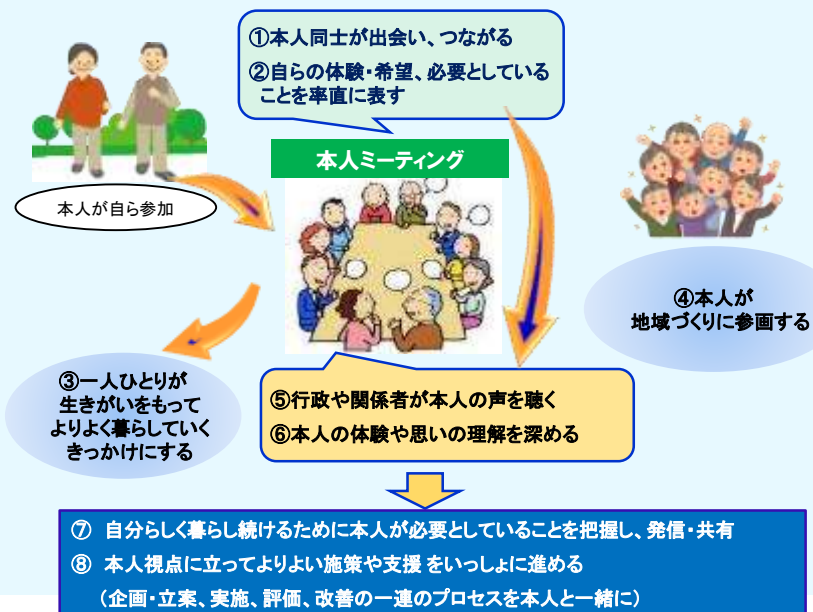 ①本人同士が出会い、つながる
②自らの体験・希望、必要としている
ことを率直に表す
本人ミーティング
本人が自ら参加
④本人が
地域づくりに参画する
③一人ひとりが
生きがいをもって
よりよく暮らしていく
きっかけにする
⑤行政や関係者が本人の声を聴く
⑥本人の体験や思いの理解を深める
⑦ 自分らしく暮らし続けるために本人が必要としていることを把握し、発信・共有
⑧ 本人視点に立ってよりよい施策や支援 をいっしょに進める
(企画・立案、実施、評価、改善の一連のプロセスを本人と一緒に)